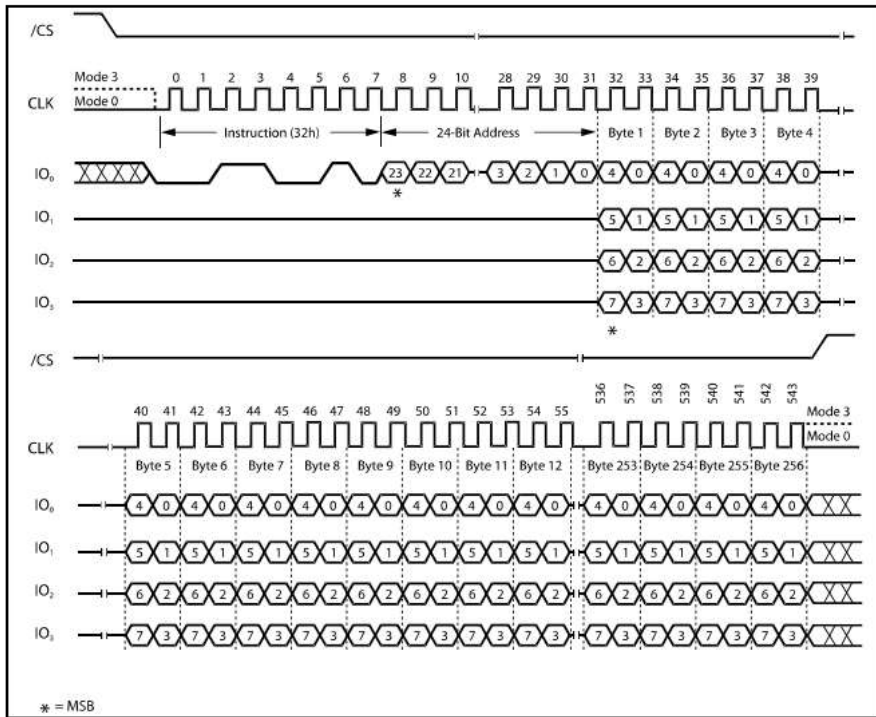 /CS
Mode 3
0 1 2 3 4 5 6 7 8 9 10 28 29 30 31 32 33 34 35 36 37 38 39
CLK
Mode 0
Instruction (32h)
24-Bit Address
Byte 1 Byte 2 Byte 3 Byte 4
IO₀ 23 22 21 3 2 1 0 4 0 4 0 4 0 4 0
*
IO₁ 5 1 5 1 5 1 5 1
IO₂ 6 2 6 2 6 2 6 2
IO₃ 7 3 7 3 7 3 7 3
*
/CS
40 41 42 43 44 45 46 47 48 49 50 51 52 53 54 55 536 537 538 539 540 541 542 543
Mode 3
CLK
Mode 0
Byte 5 Byte 6 Byte 7 Byte 8 Byte 9 Byte 10 Byte 11 Byte 12 Byte 253 Byte 254 Byte 255 Byte 256
IO₀ 4 0 4 0 4 0 4 0 4 0 4 0 4 0 4 0 4 0 4 0 4 0 4 0
IO₁ 5 1 5 1 5 1 5 1 5 1 5 1 5 1 5 1 5 1 5 1 5 1 5 1
IO₂ 6 2 6 2 6 2 6 2 6 2 6 2 6 2 6 2 6 2 6 2 6 2 6 2
IO₃ 7 3 7 3 7 3 7 3 7 3 7 3 7 3 7 3 7 3 7 3 7 3 7 3
* = MSB